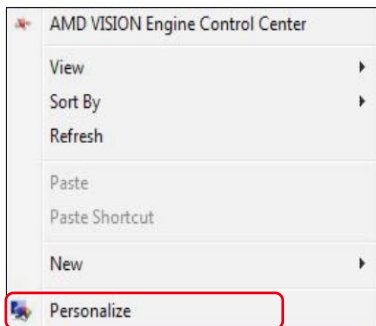 AMD VISION Engine Control Center
View
Sort By
Refresh
Paste
Paste Shortcut
New
Personalize